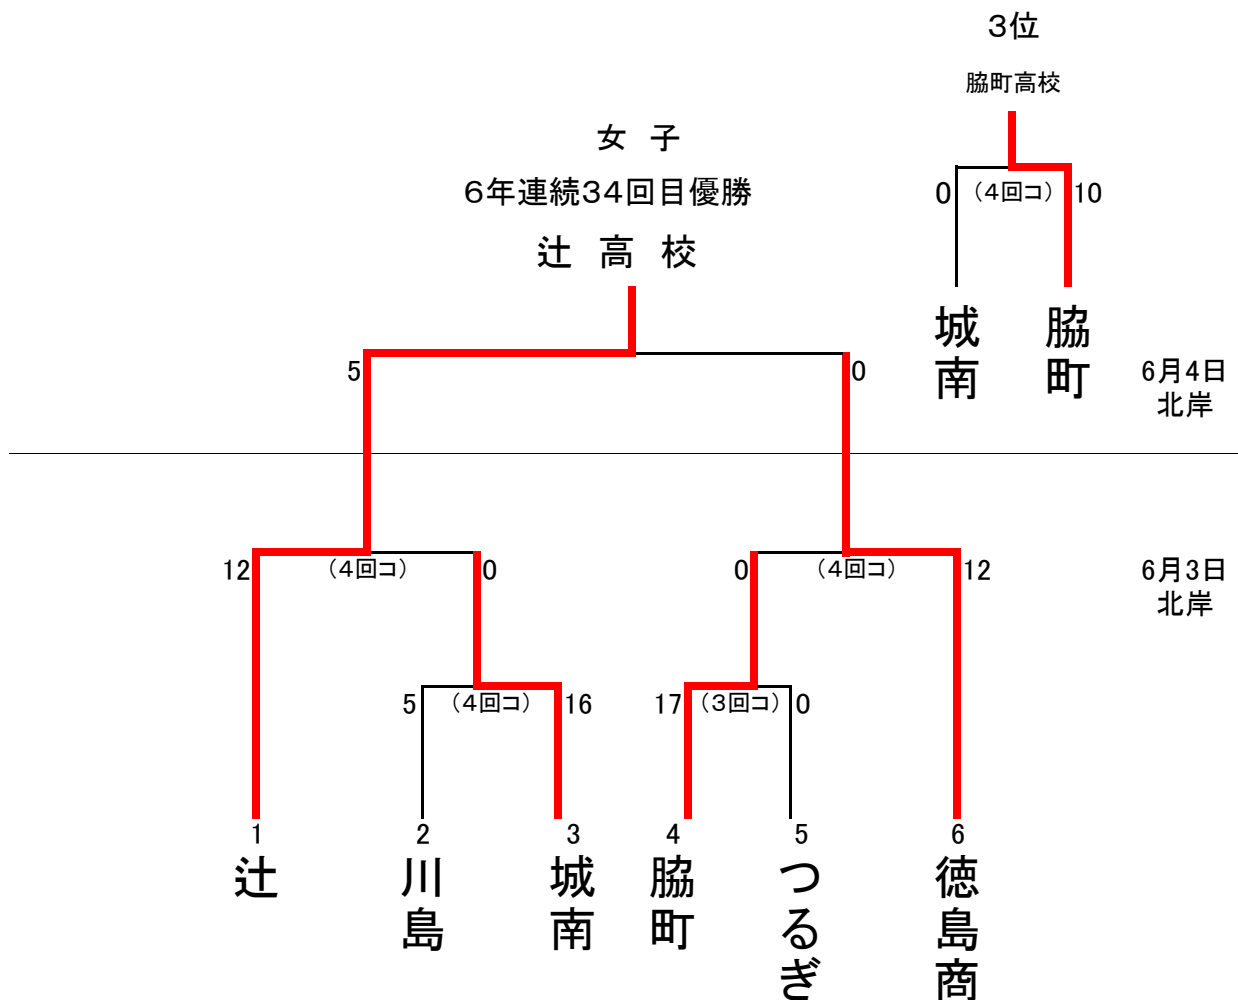 3位
脇町高校
女 子
6年連続34回目優勝
辻 高 校
0 (4回コ) 10
城南 脇町
5 0
6月4日
北岸
12 (4回コ) 0 0 (4回コ) 12
6月3日
北岸
5 (4回コ) 16 17 (3回コ) 0
1 2 3 4 5 6
辻 川島 城南 脇町 つるぎ 徳島商